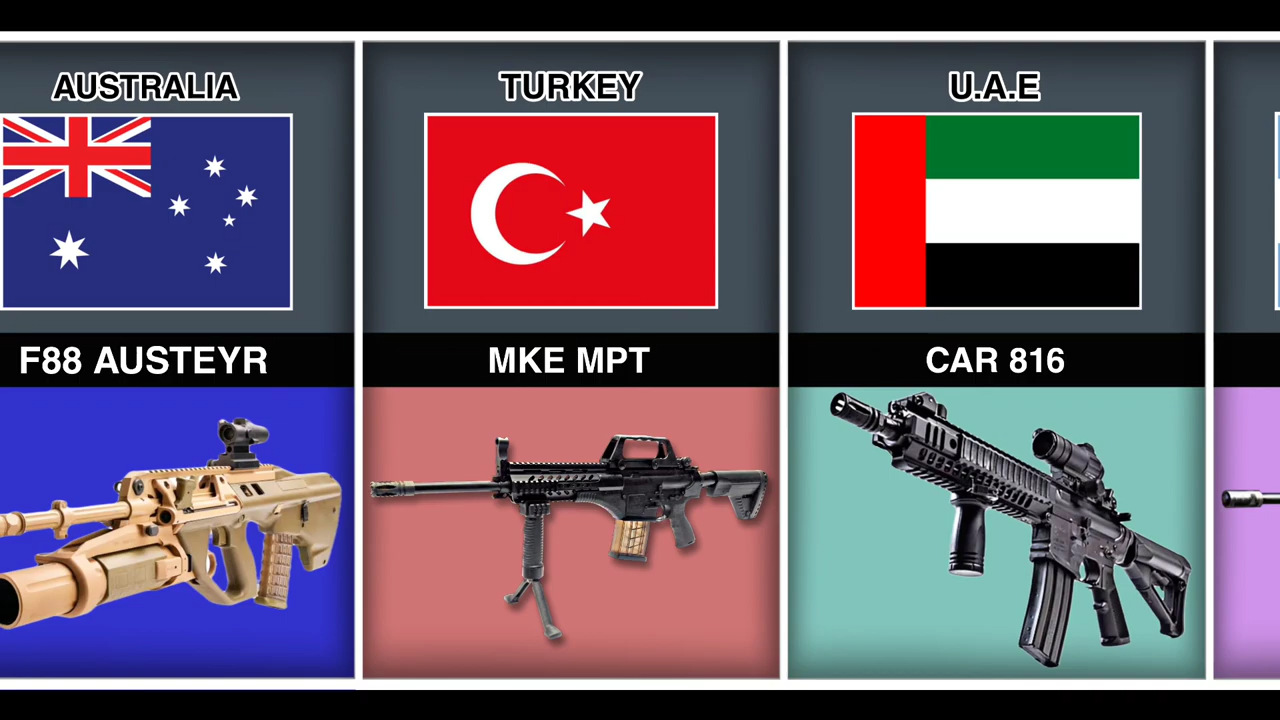 AUSTRALIA
TURKEY
U.A.E
F88 AUSTEYR
MKE MPT
CAR 816